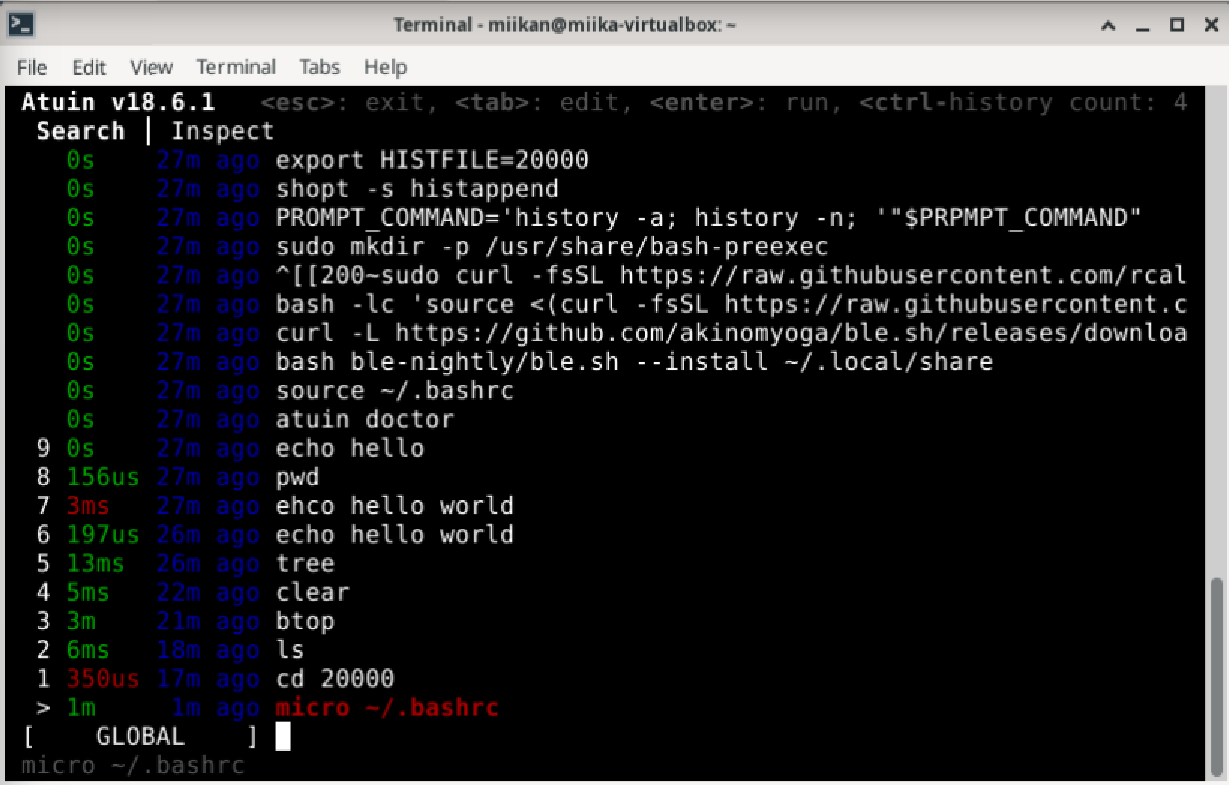 Terminal - miikan@miika-virtualbox: ~
File Edit View Terminal Tabs Help
Atuin v18.6.1 <esc>: exit, <tab>: edit, <enter>: run, <ctrl-history count: 4
Search | Inspect
0s 27m ago export HISTFILE=20000
0s 27m ago shopt -s histappend
0s 27m ago PROMPT_COMMAND='history -a; history -n; '"$PRPMPT_COMMAND"
0s 27m ago sudo mkdir -p /usr/share/bash-preexec
0s 27m ago ^[[200~sudo curl -fsSL https://raw.githubusercontent.com/rcal
0s 27m ago bash -lc 'source <(curl -fsSL https://raw.githubusercontent.c
0s 27m ago curl -L https://github.com/akinomyoga/ble.sh/releases/downloa
0s 27m ago bash ble-nightly/ble.sh --install ~/.local/share
0s 27m ago source ~/.bashrc
0s 27m ago atuin doctor
9 0s 27m ago echo hello
8 156us 27m ago pwd
7 3ms 27m ago ehco hello world
6 197us 26m ago echo hello world
5 13ms 26m ago tree
4 5ms 22m ago clear
3 3m 21m ago btop
2 6ms 18m ago ls
1 350us 17m ago cd 20000
> 1m 1m ago micro ~/.bashrc
[ GLOBAL ]
micro ~/.bashrc